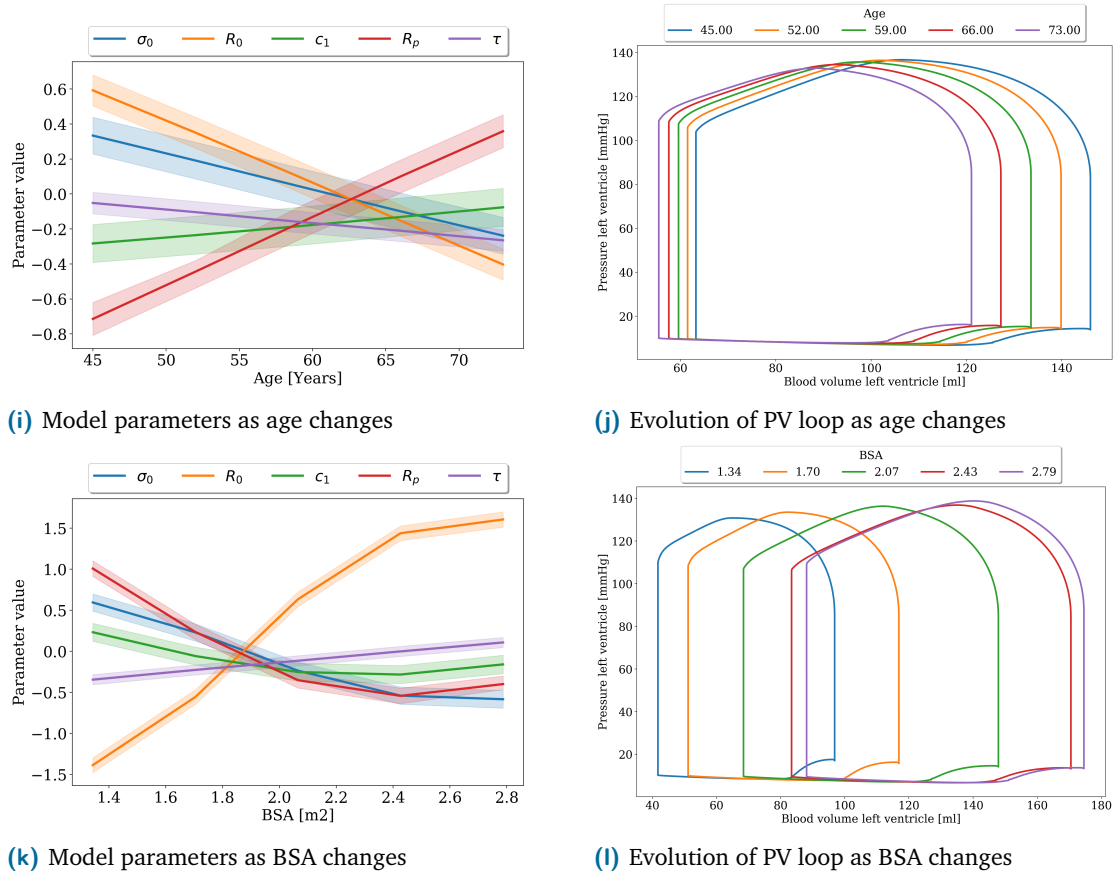 σ0 R0 c1 Rp τ
0.6
0.4
0.2
0.0
−0.2
−0.4
−0.6
−0.8
Parameter value
45 50 55 60 65 70
Age [Years]
(i) Model parameters as age changes
Age
45.00 52.00 59.00 66.00 73.00
140
120
100
80
60
40
20
Pressure left ventricle [mmHg]
60 80 100 120 140
Blood volume left ventricle [ml]
(j) Evolution of PV loop as age changes
σ0 R0 c1 Rp τ
1.5
1.0
0.5
0.0
−0.5
−1.0
−1.5
Parameter value
1.4 1.6 1.8 2.0 2.2 2.4 2.6 2.8
BSA [m2]
(k) Model parameters as BSA changes
BSA
1.34 1.70 2.07 2.43 2.79
140
120
100
80
60
40
20
Pressure left ventricle [mmHg]
40 60 80 100 120 140 160 180
Blood volume left ventricle [ml]
(l) Evolution of PV loop as BSA changes